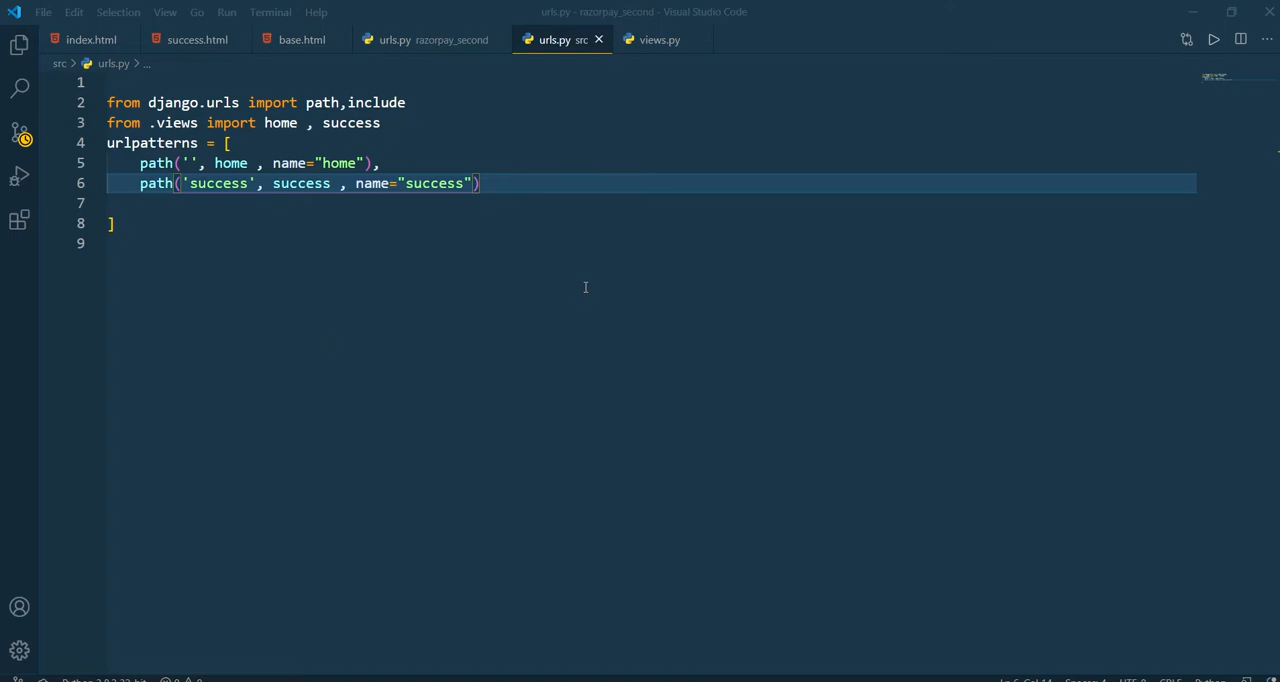 File Edit Selection View Go Run Terminal Help
urls.py - razorpay_second - Visual Studio Code
index.html success.html base.html urls.py razorpay_second urls.py src views.py
src > urls.py > ...
1
2 from django.urls import path,include
3 from .views import home , success
4 urlpatterns = [
5 path('', home , name="home"),
6 path('success', success , name="success")
7
8 ]
9